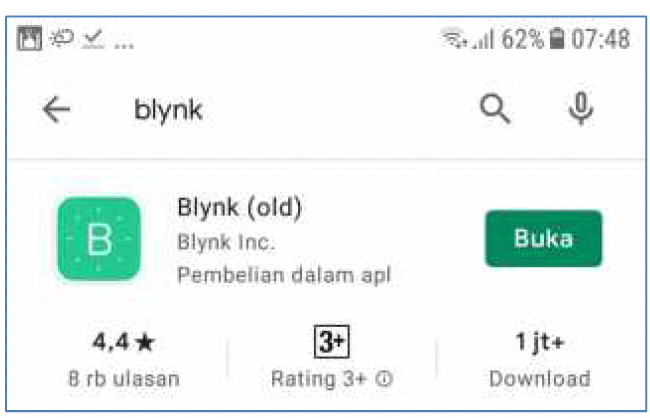 62% 07:48
blynk
B
Blynk (old)
Blynk Inc.
Pembelian dalam apl
Buka
4,4★
8 rb ulasan
3+
Rating 3+
1 jt+
Download